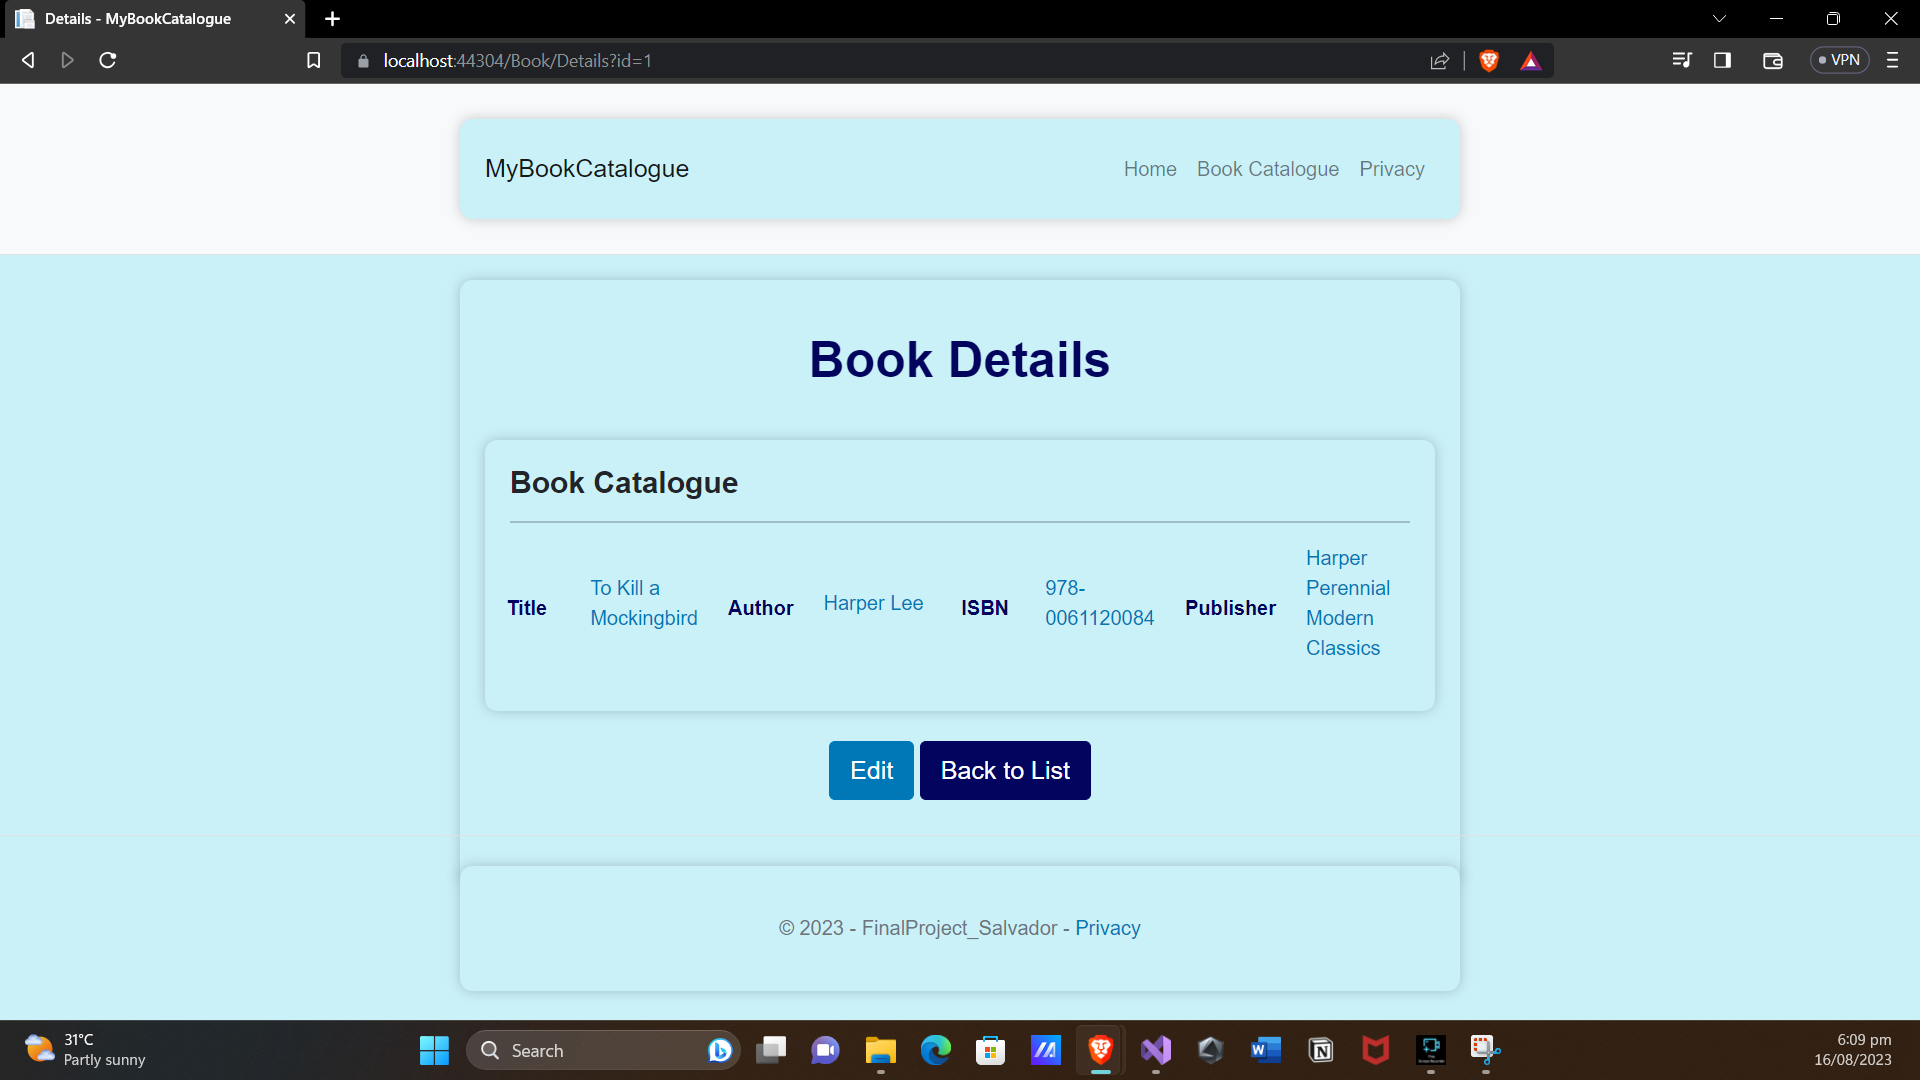 Details - MyBookCatalogue
localhost:44304/Book/Details?id=1
VPN
MyBookCatalogue
Home Book Catalogue Privacy
Book Details
Book Catalogue
Title
To Kill a
Mockingbird
Author
Harper Lee
ISBN
978-
0061120084
Publisher
Harper
Perennial
Modern
Classics
Edit
Back to List
© 2023 - FinalProject_Salvador - Privacy
31°C
Partly sunny
Search
6:09 pm
16/08/2023